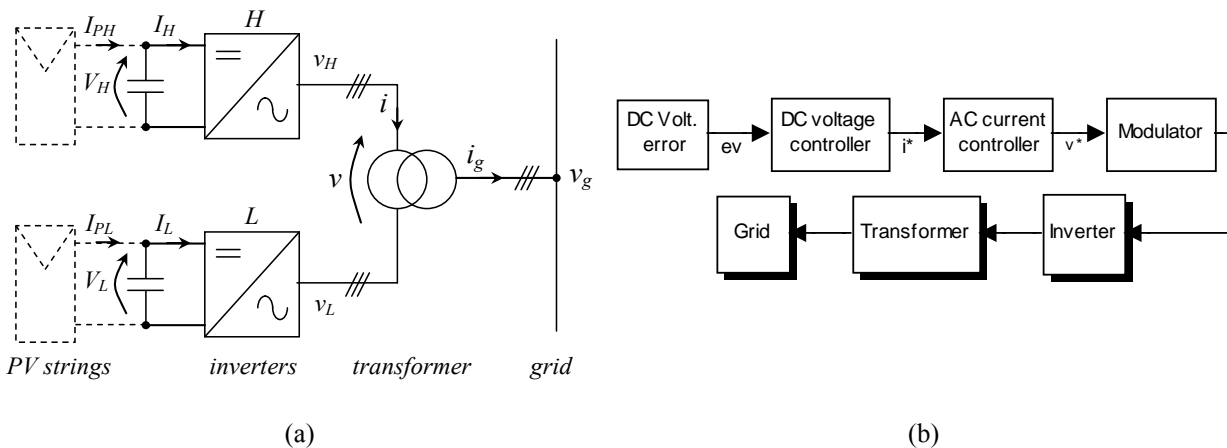 I_PH
I_H
H
V_H
v_H
i
v
i_g
v_g
I_PL
I_L
L
V_L
v_L
PV strings
inverters
transformer
grid
(a)
DC Volt.
error
ev
DC voltage
controller
i*
AC current
controller
v*
Modulator
Grid
Transformer
Inverter
(b)